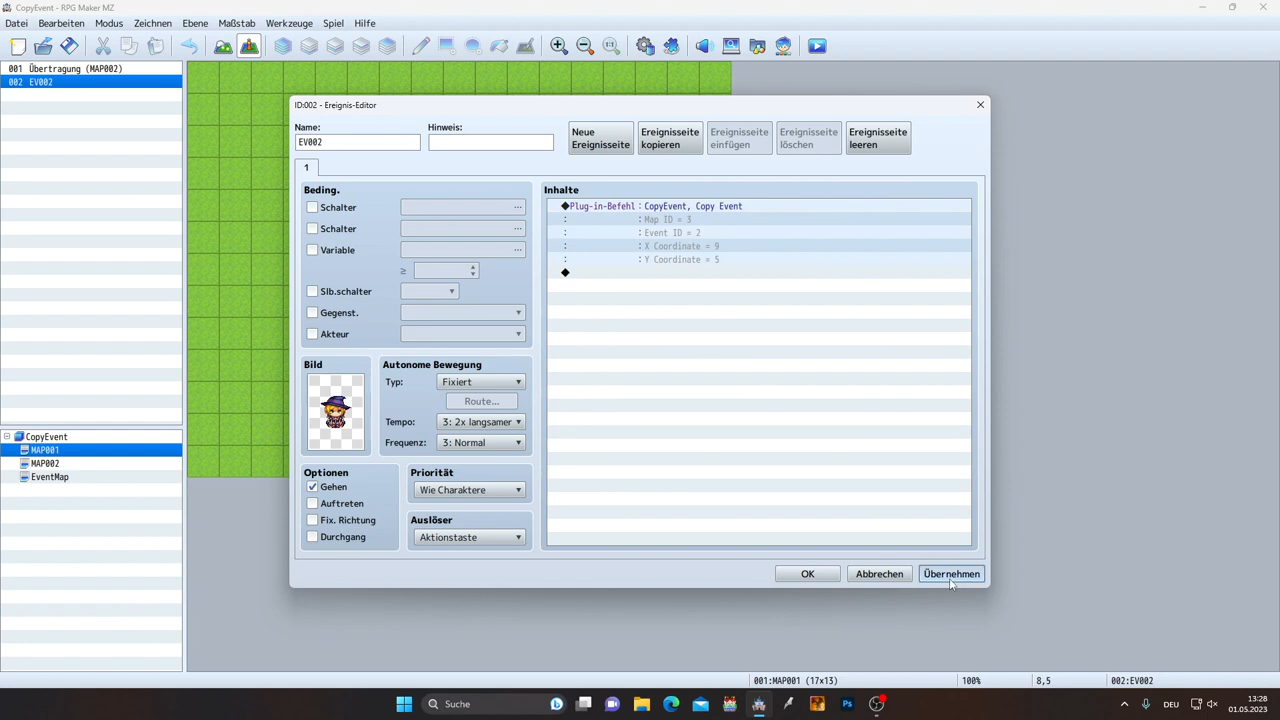 CopyEvent - RPG Maker MZ
Datei Bearbeiten Modus Zeichnen Ebene Maßstab Werkzeuge Spiel Hilfe
1:1
001 Übertragung (MAP002)
002 EV002
ID:002 - Ereignis-Editor
Name:
Hinweis:
EV002
Neue Ereignisseite
Ereignisseite kopieren
Ereignisseite einfügen
Ereignisseite löschen
Ereignisseite leeren
1
Beding.
Schalter ...
Schalter ...
Variable ...
≥
Slb.schalter
Gegenst.
Akteur
Bild
Autonome Bewegung
Typ: Fixiert
Route...
Tempo: 3: 2x langsamer
Frequenz: 3: Normal
Optionen
Gehen
Auftreten
Fix. Richtung
Durchgang
Priorität
Wie Charaktere
Auslöser
Aktionstaste
Inhalte
◆Plug-in-Befehl：CopyEvent, Copy Event
：　：Map ID = 3
：　：Event ID = 2
：　：X Coordinate = 9
：　：Y Coordinate = 5
◆
OK Abbrechen Übernehmen
CopyEvent
MAP001
MAP002
EventMap
001:MAP001 (17×13) 100% 8,5 002:EV002
Suche
Ps
DEU
13:28
01.05.2023